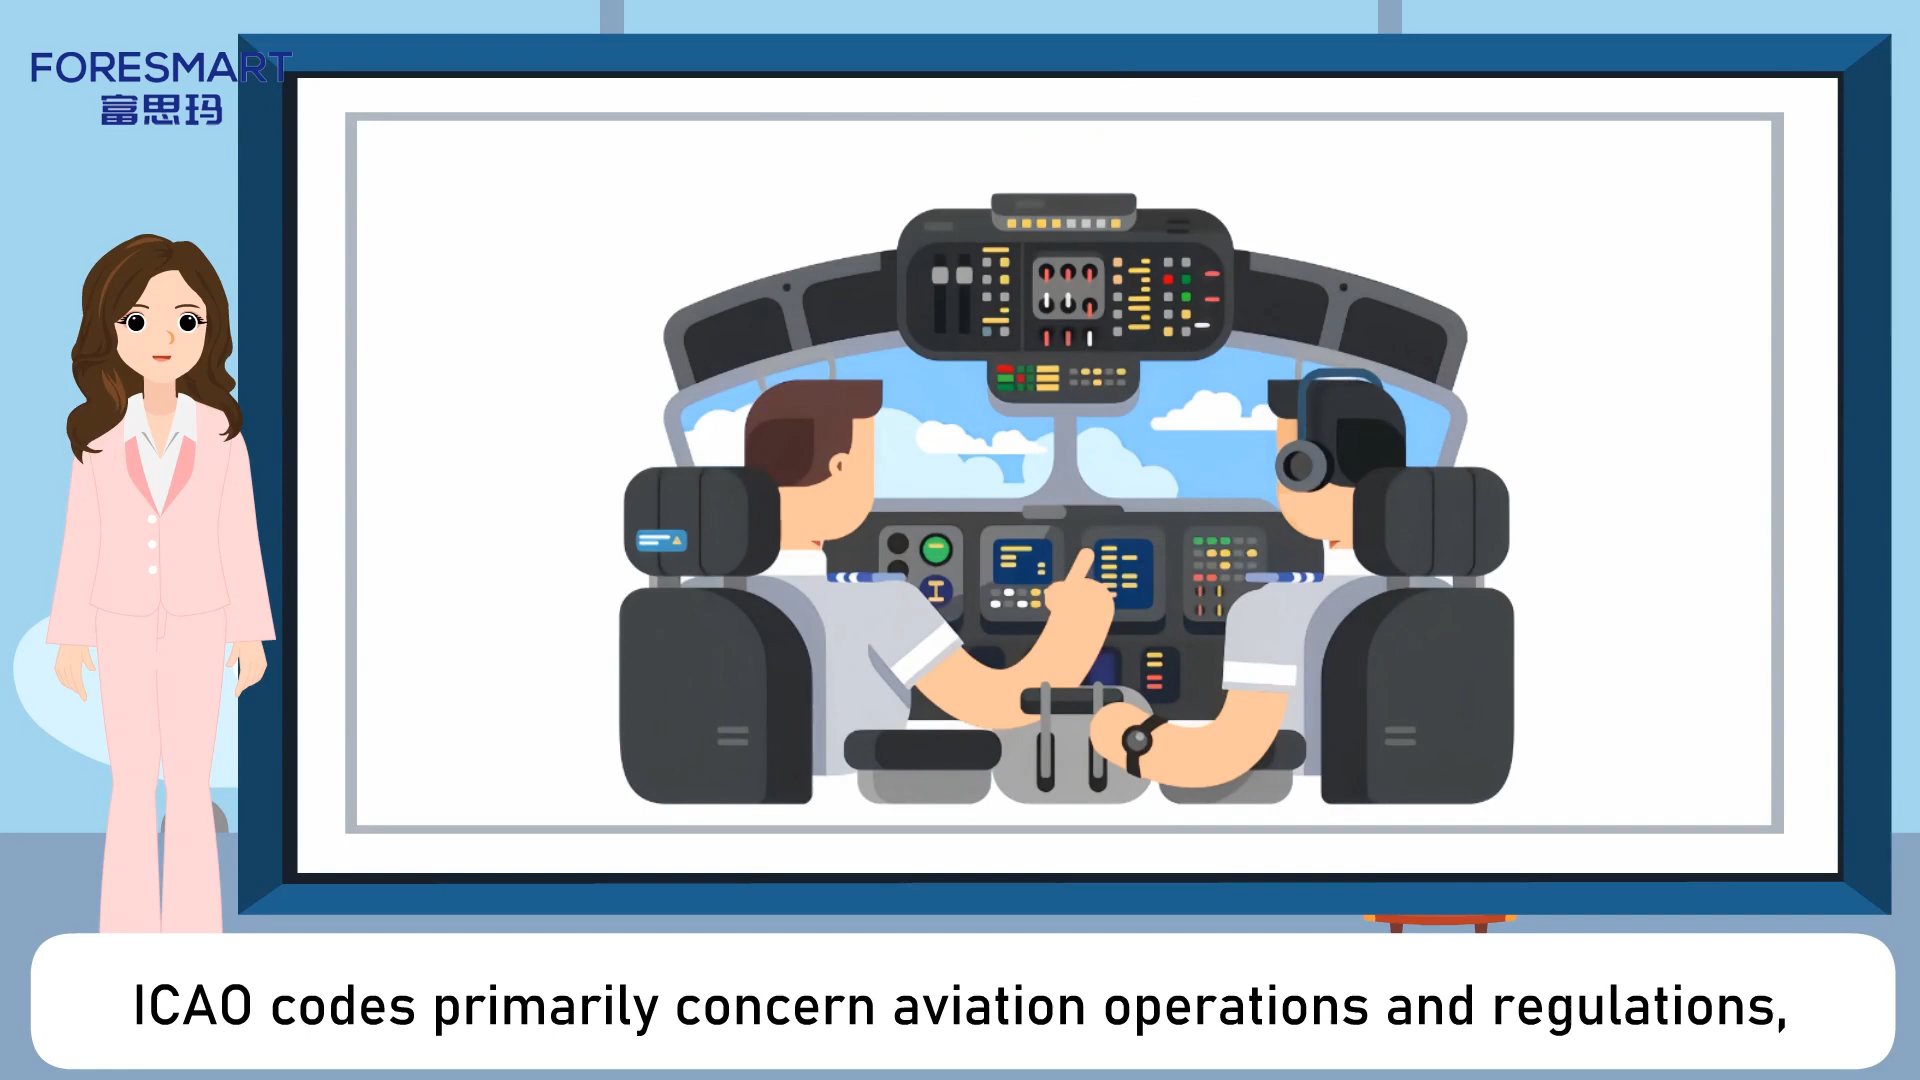 FORESMART
富思玛
ICAO codes primarily concern aviation operations and regulations,